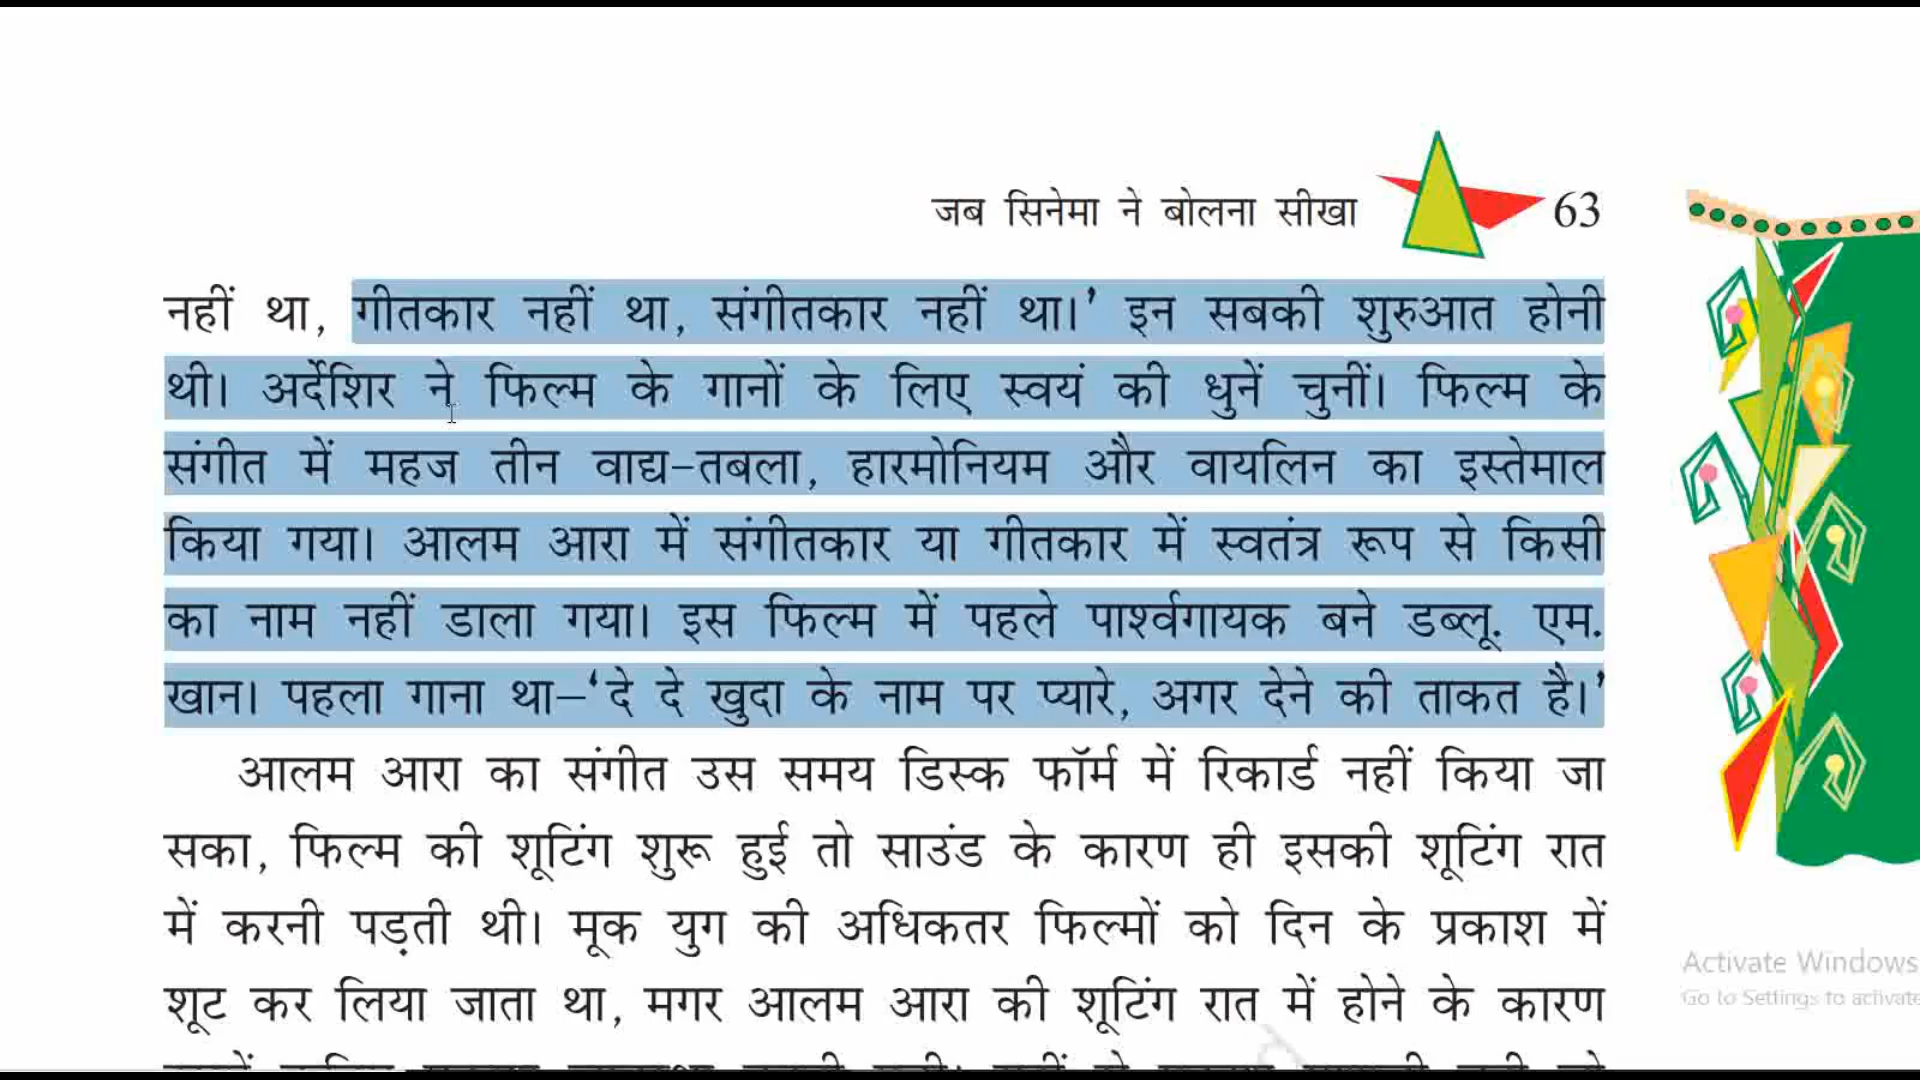 जब सिनेमा ने बोलना सीखा 63
नहीं था, गीतकार नहीं था, संगीतकार नहीं था।’ इन सबकी शुरुआत होनी
थी। अर्देशिर ने फिल्म के गानों के लिए स्वयं की धुनें चुनीं। फिल्म के
संगीत में महज तीन वाद्य–तबला, हारमोनियम और वायलिन का इस्तेमाल
किया गया। आलम आरा में संगीतकार या गीतकार में स्वतंत्र रूप से किसी
का नाम नहीं डाला गया। इस फिल्म में पहले पार्श्वगायक बने डब्लू. एम.
खान। पहला गाना था–‘दे दे खुदा के नाम पर प्यारे, अगर देने की ताकत है।’
आलम आरा का संगीत उस समय डिस्क फॉर्म में रिकार्ड नहीं किया जा
सका, फिल्म की शूटिंग शुरू हुई तो साउंड के कारण ही इसकी शूटिंग रात
में करनी पड़ती थी। मूक युग की अधिकतर फिल्मों को दिन के प्रकाश में
शूट कर लिया जाता था, मगर आलम आरा की शूटिंग रात में होने के कारण
Activate Windows
Go to Settings to activate